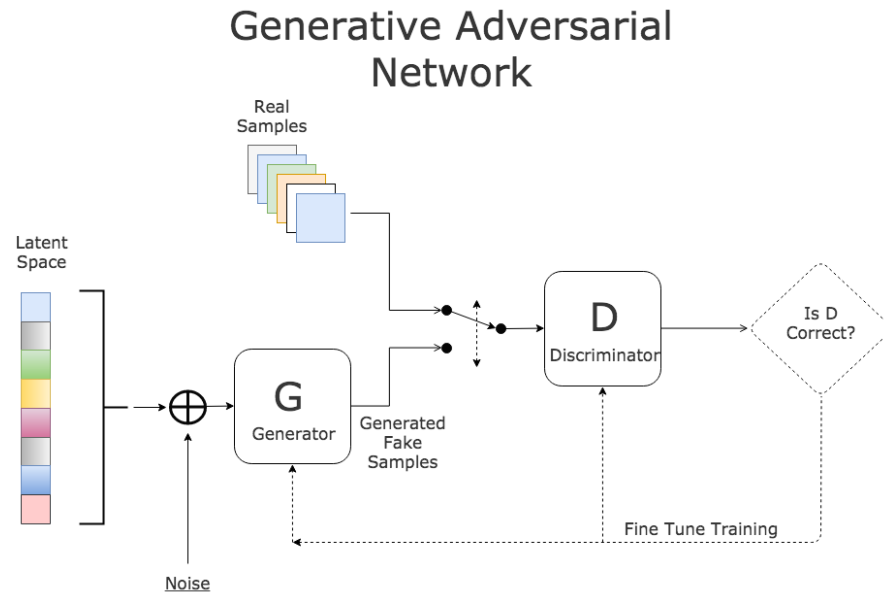 Generative Adversarial
Network
Real
Samples
Latent
Space
Is D
Correct?
D
Discriminator
G
Generator
Generated
Fake
Samples
Fine Tune Training
Noise